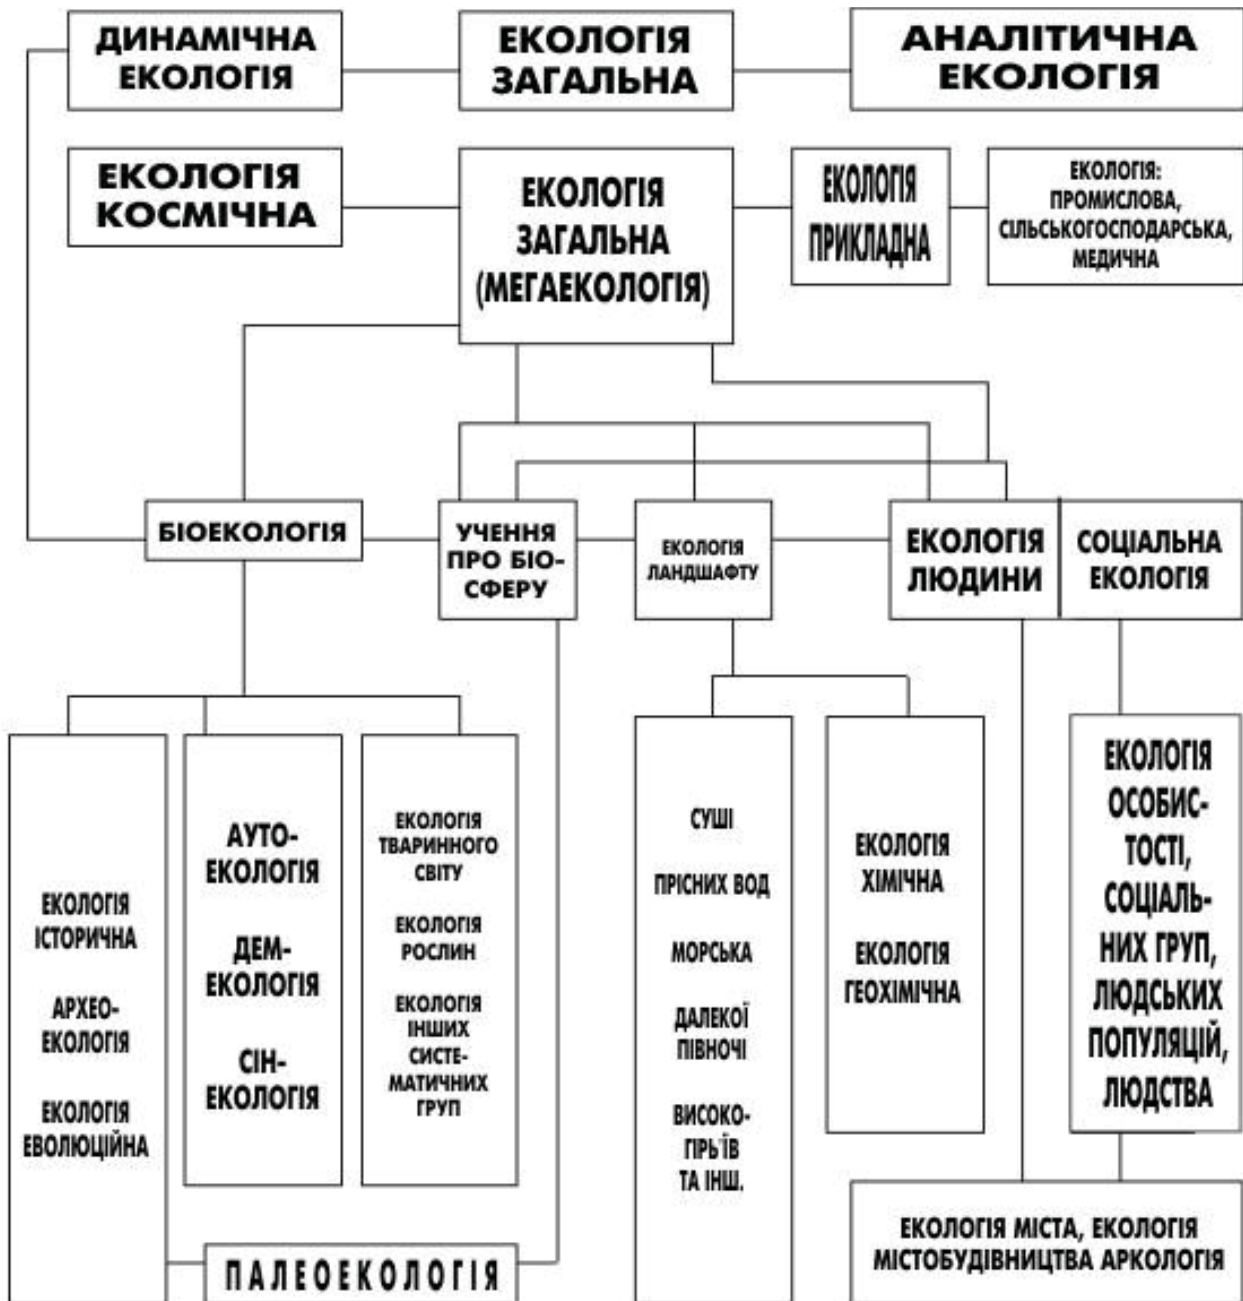 ДИНАМІЧНА
ЕКОЛОГІЯ
ЕКОЛОГІЯ
ЗАГАЛЬНА
АНАЛІТИЧНА
ЕКОЛОГІЯ
ЕКОЛОГІЯ
КОСМІЧНА
ЕКОЛОГІЯ
ЗАГАЛЬНА
(МЕГАЕКОЛОГІЯ)
ЕКОЛОГІЯ
ПРИКЛАДНА
ЕКОЛОГІЯ:
ПРОМИСЛОВА,
СІЛЬСЬКОГОСПОДАРСЬКА,
МЕДИЧНА
БІОЕКОЛОГІЯ
УЧЕННЯ
ПРО БІО-
СФЕРУ
ЕКОЛОГІЯ
ЛАНДШАФТУ
ЕКОЛОГІЯ
ЛЮДИНИ
СОЦІАЛЬНА
ЕКОЛОГІЯ
ЕКОЛОГІЯ
ІСТОРИЧНА
АРХЕО-
ЕКОЛОГІЯ
ЕКОЛОГІЯ
ЕВОЛЮЦІЙНА
АУТО-
ЕКОЛОГІЯ
ДЕМ-
ЕКОЛОГІЯ
СІН-
ЕКОЛОГІЯ
ЕКОЛОГІЯ
ТВАРИННОГО
СВІТУ
ЕКОЛОГІЯ
РОСЛИН
ЕКОЛОГІЯ
ІНШИХ
СИСТЕ-
МАТИЧНИХ
ГРУП
СУШІ
ПРІСНИХ ВОД
МОРСЬКА
ДАЛЕКОЇ
ПІВНОЧІ
ВИСОКО-
ГІРЬ'ЇВ
ТА ІНШ.
ЕКОЛОГІЯ
ХІМІЧНА
ЕКОЛОГІЯ
ГЕОХІМІЧНА
ЕКОЛОГІЯ
ОСОБИС-
ТОСТІ,
СОЦІАЛЬ-
НИХ ГРУП,
ЛЮДСЬКИХ
ПОПУЛЯЦІЙ,
ЛЮДСТВА
ПАЛЕОЕКОЛОГІЯ
ЕКОЛОГІЯ МІСТА, ЕКОЛОГІЯ
МІСТОБУДІВНИЦТВА АРКОЛОГІЯ